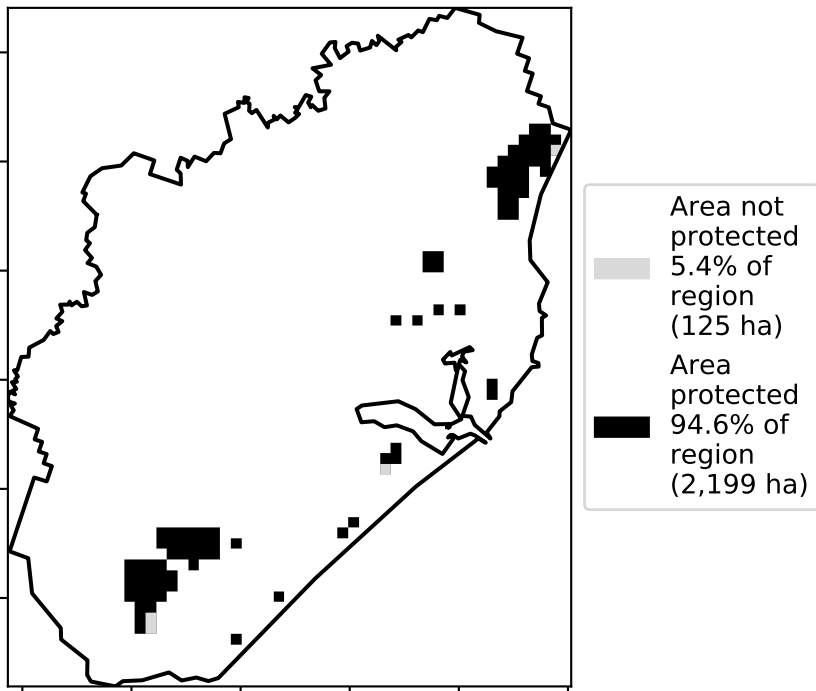 Area not
protected
5.4% of
region
(125 ha)
Area
protected
94.6% of
region
(2,199 ha)